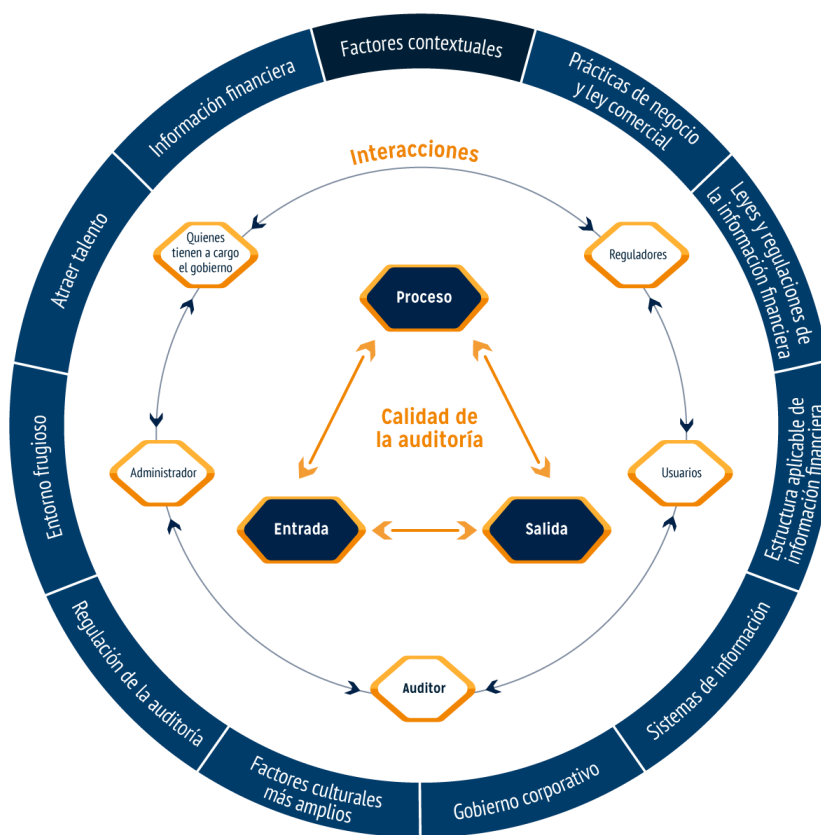 Factores contextuales
Prácticas de negocio
y ley comercial
Leyes y regulaciones de
la información financiera
Estructura aplicable de
información financiera
Sistemas de información
Gobierno corporativo
Factores culturales
más amplios
Regulación de la auditoría
Entorno frugioso
Atraer talento
Información financiera
Interacciones
Quienes
tienen a cargo
el gobierno
Reguladores
Proceso
Calidad de
la auditoría
Administrador
Usuarios
Entrada
Salida
Auditor